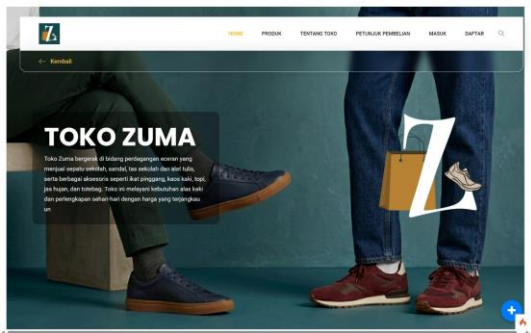 HOME PRODUK TENTANG TOKO PETUNJUK PEMBELIAN MASUK DAFTAR
← Kembali
TOKO ZUMA
Toko Zuma bergerak di bidang perdagangan eceran yang
menjual sepatu sekolah, sandal, tas sekolah dan alat tulis,
serta berbagai aksesoris seperti ikat pinggang, kaos kaki, topi,
jas hujan, dan totebag. Toko ini melayani kebutuhan alas kaki
dan perlengkapan sehari-hari dengan harga yang terjangkau
un
Z